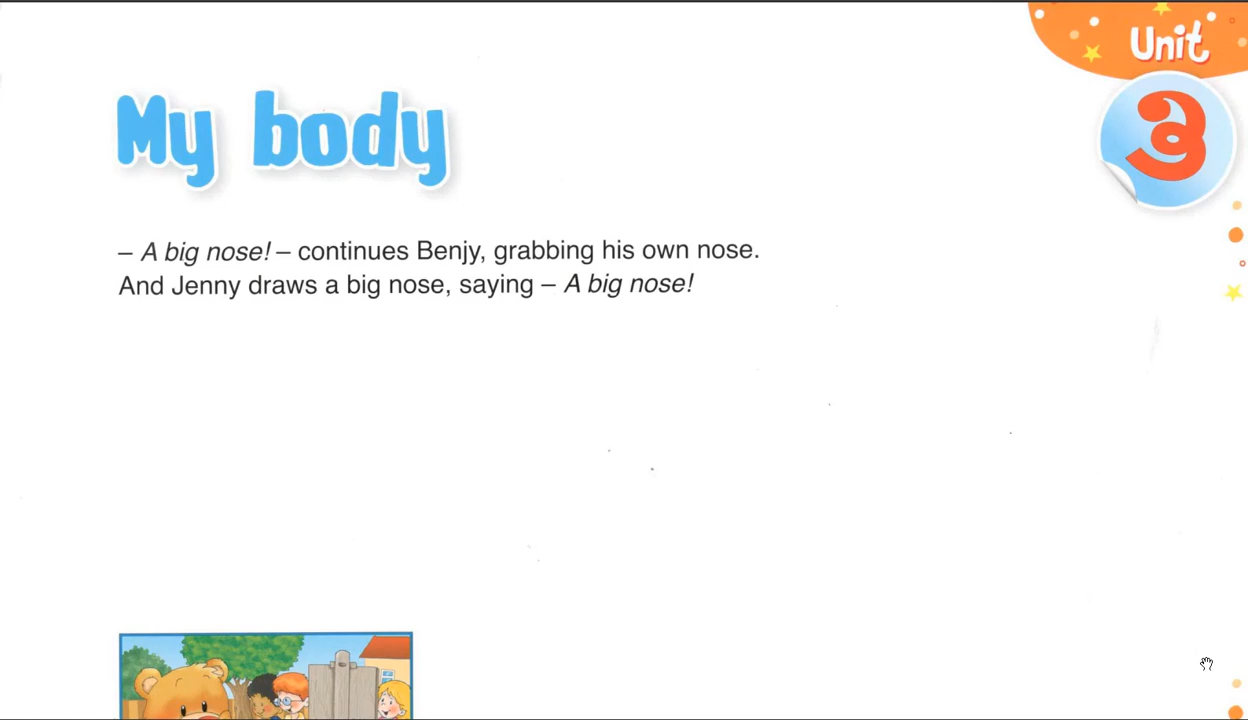 Unit
3
My body
– A big nose! – continues Benjy, grabbing his own nose.
And Jenny draws a big nose, saying – A big nose!